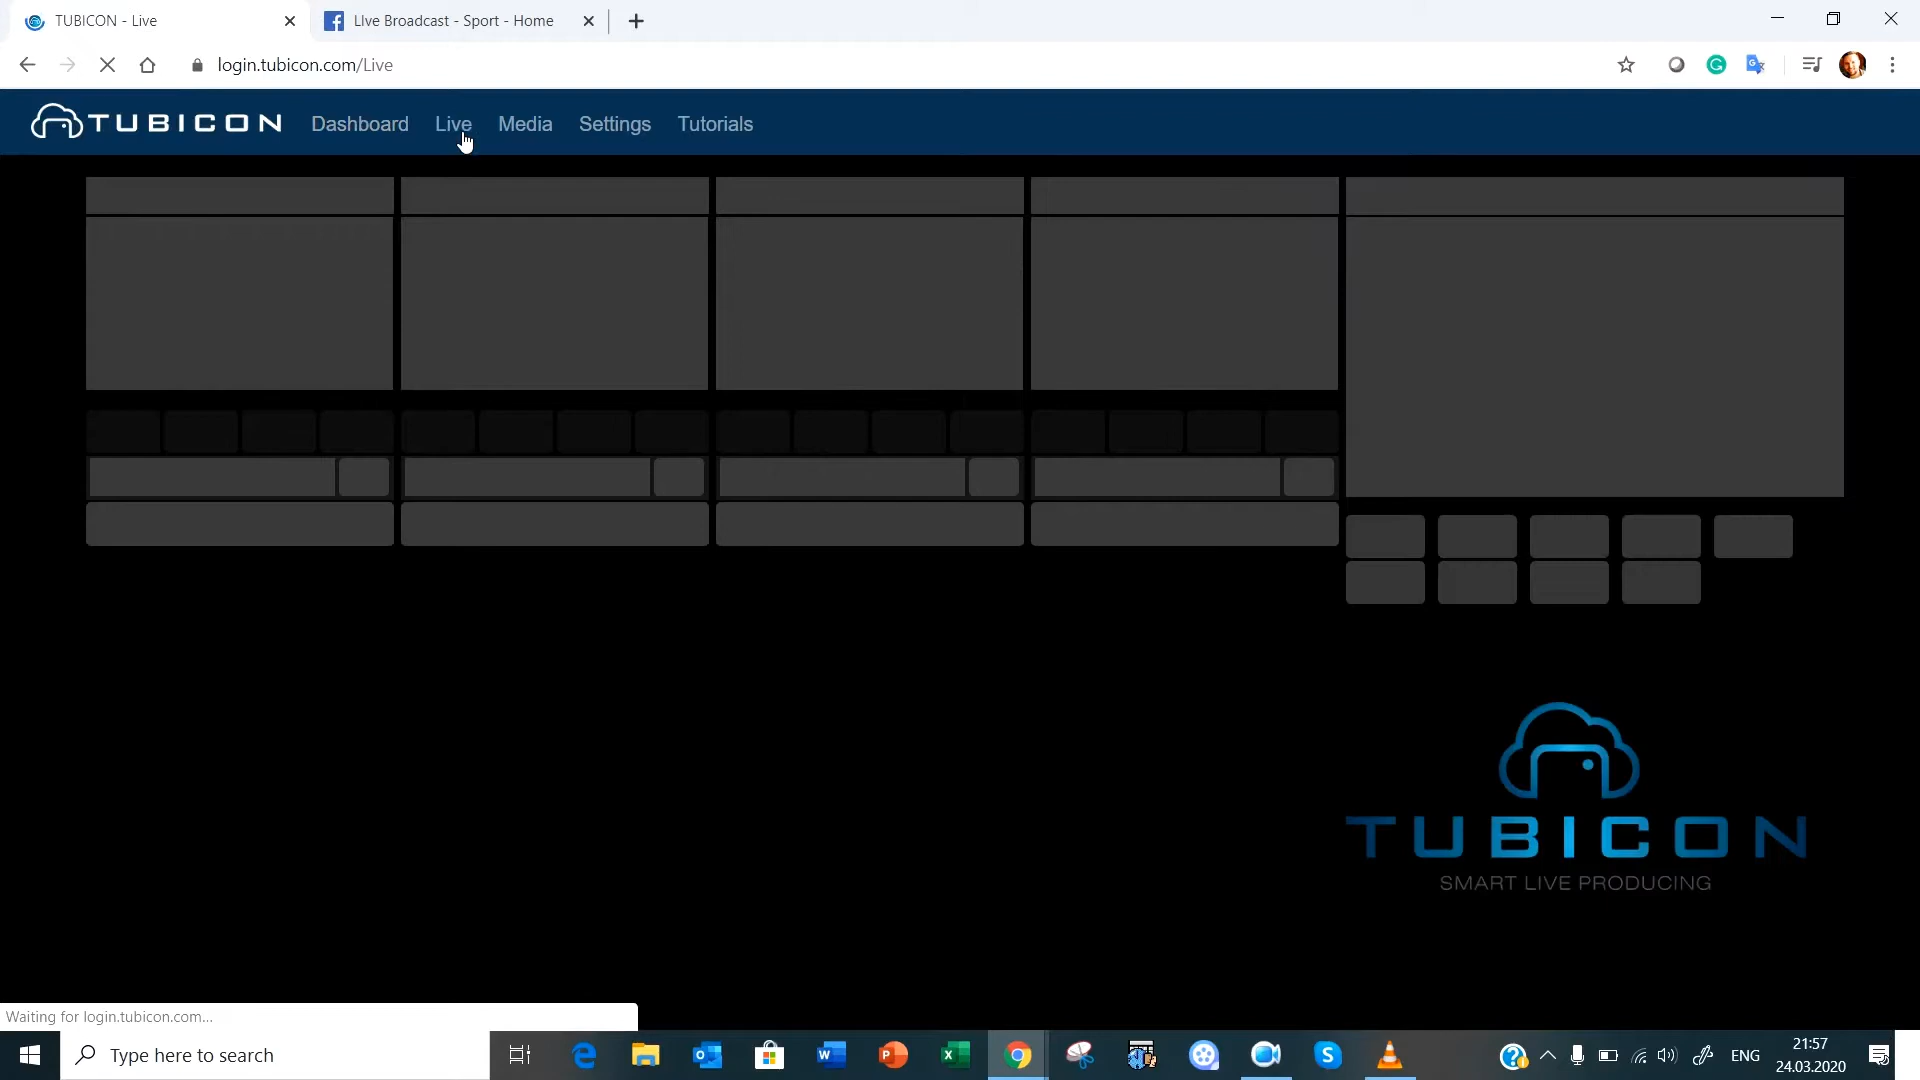 TUBICON - Live
LIve Broadcast - Sport - Home
login.tubicon.com/Live
TUBICON
Dashboard
Live
Media
Settings
Tutorials
TUBICON
SMART LIVE PRODUCING
Waiting for login.tubicon.com...
Type here to search
ENG
21:57
24.03.2020